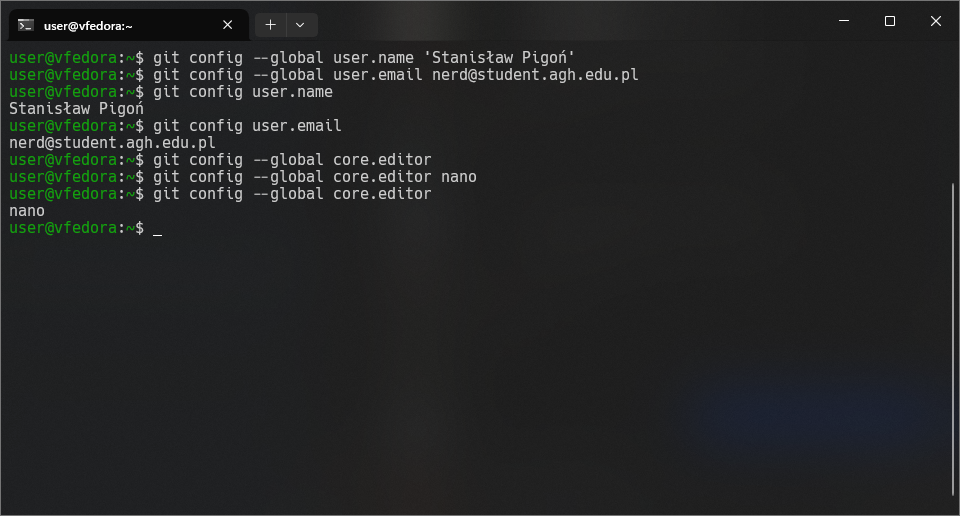 user@vfedora:~
user@vfedora:~$ git config --global user.name 'Stanisław Pigoń'
user@vfedora:~$ git config --global user.email nerd@student.agh.edu.pl
user@vfedora:~$ git config user.name
Stanisław Pigoń
user@vfedora:~$ git config user.email
nerd@student.agh.edu.pl
user@vfedora:~$ git config --global core.editor
user@vfedora:~$ git config --global core.editor nano
user@vfedora:~$ git config --global core.editor
nano
user@vfedora:~$ _